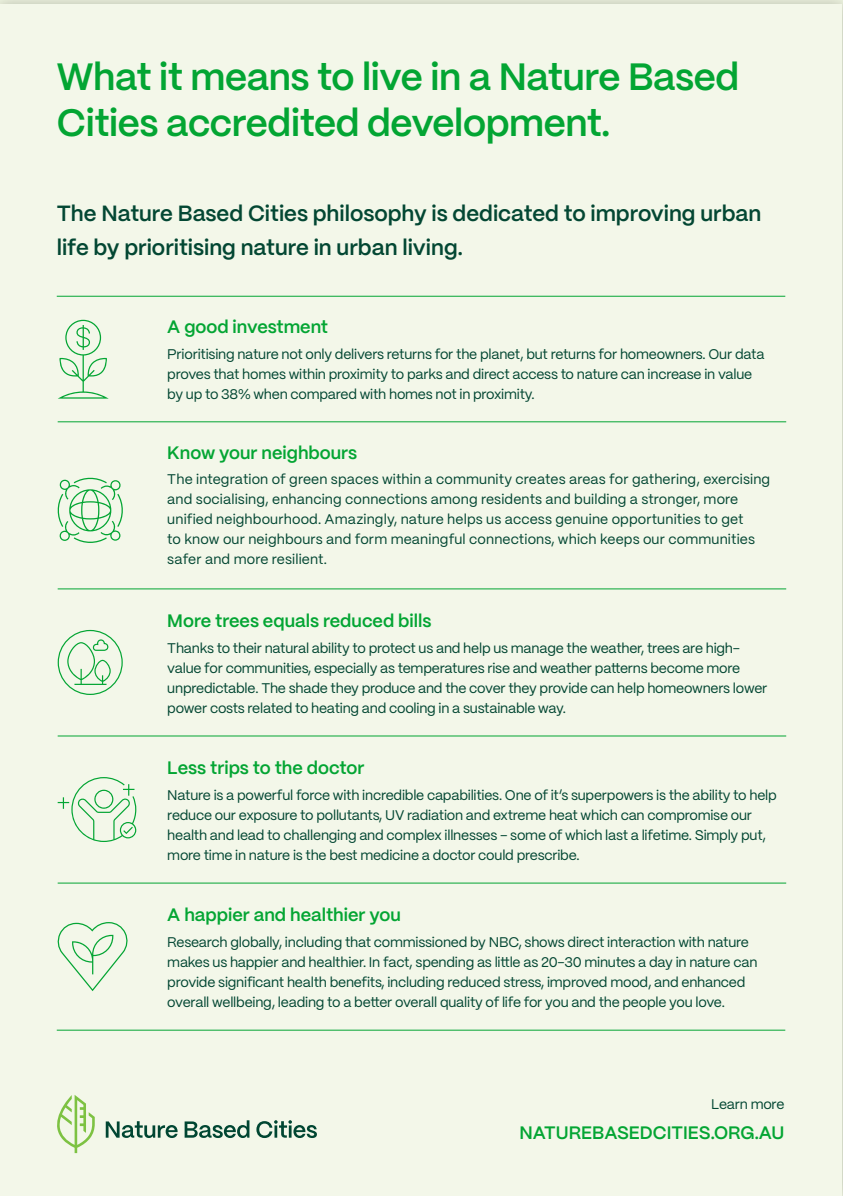 What it means to live in a Nature Based
Cities accredited development.
The Nature Based Cities philosophy is dedicated to improving urban
life by prioritising nature in urban living.
$
A good investment
Prioritising nature not only delivers returns for the planet, but returns for homeowners. Our data
proves that homes within proximity to parks and direct access to nature can increase in value
by up to 38% when compared with homes not in proximity.
Know your neighbours
The integration of green spaces within a community creates areas for gathering, exercising
and socialising, enhancing connections among residents and building a stronger, more
unified neighbourhood. Amazingly, nature helps us access genuine opportunities to get
to know our neighbours and form meaningful connections, which keeps our communities
safer and more resilient.
More trees equals reduced bills
Thanks to their natural ability to protect us and help us manage the weather, trees are high-
value for communities, especially as temperatures rise and weather patterns become more
unpredictable. The shade they produce and the cover they provide can help homeowners lower
power costs related to heating and cooling in a sustainable way.
Less trips to the doctor
Nature is a powerful force with incredible capabilities. One of it's superpowers is the ability to help
reduce our exposure to pollutants, UV radiation and extreme heat which can compromise our
health and lead to challenging and complex illnesses – some of which last a lifetime. Simply put,
more time in nature is the best medicine a doctor could prescribe.
A happier and healthier you
Research globally, including that commissioned by NBC, shows direct interaction with nature
makes us happier and healthier. In fact, spending as little as 20–30 minutes a day in nature can
provide significant health benefits, including reduced stress, improved mood, and enhanced
overall wellbeing, leading to a better overall quality of life for you and the people you love.
Nature Based Cities
Learn more
NATUREBASEDCITIES.ORG.AU